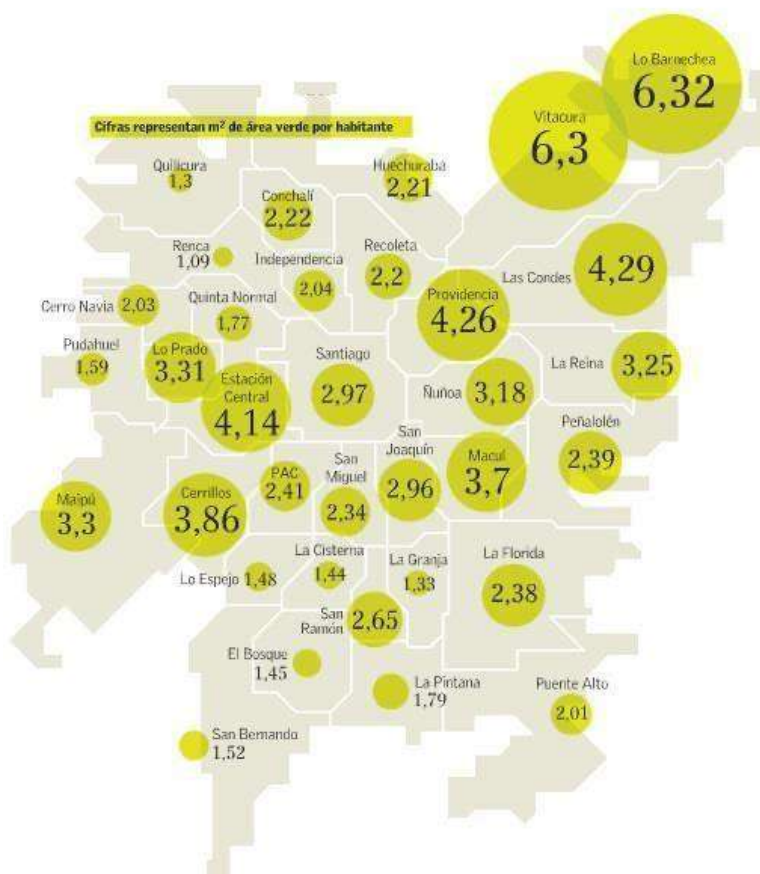 Lo Barnechea
6,32
Vitacura
6,3
Cifras representan m² de área verde por habitante
Quilicura
1,3
Huechuraba
2,21
Conchalí
2,22
Renca
1,09
Independencia
2,04
Recoleta
2,2
Las Condes
4,29
Providencia
4,26
Cerro Navia
2,03
Quinta Normal
1,77
Pudahuel
1,59
Lo Prado
3,31
Estación
Central
4,14
Santiago
2,97
Ñuñoa
3,18
La Reina
3,25
Peñalolén
2,39
San
Joaquín
2,96
Macul
3,7
PAC
2,41
San
Miguel
2,34
Maipú
3,3
Cerrillos
3,86
Lo Espejo
1,48
La Cisterna
1,44
La Granja
1,33
La Florida
2,38
San
Ramón
2,65
El Bosque
1,45
La Pintana
1,79
Puente Alto
2,01
San Bernando
1,52